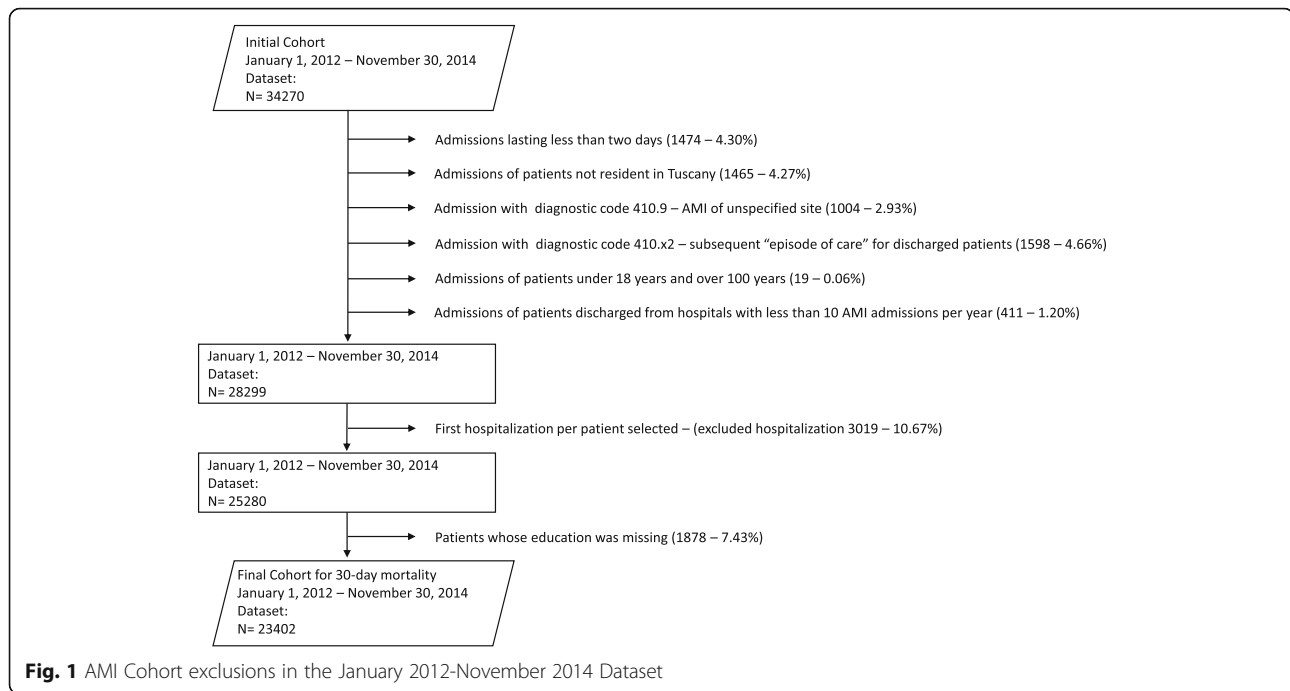 Initial Cohort
January 1, 2012 – November 30, 2014
Dataset:
N= 34270
Admissions lasting less than two days (1474 – 4.30%)
Admissions of patients not resident in Tuscany (1465 – 4.27%)
Admission with diagnostic code 410.9 – AMI of unspecified site (1004 – 2.93%)
Admission with diagnostic code 410.x2 – subsequent “episode of care” for discharged patients (1598 – 4.66%)
Admissions of patients under 18 years and over 100 years (19 – 0.06%)
Admissions of patients discharged from hospitals with less than 10 AMI admissions per year (411 – 1.20%)
January 1, 2012 – November 30, 2014
Dataset:
N= 28299
First hospitalization per patient selected – (excluded hospitalization 3019 – 10.67%)
January 1, 2012 – November 30, 2014
Dataset:
N= 25280
Patients whose education was missing (1878 – 7.43%)
Final Cohort for 30-day mortality
January 1, 2012 – November 30, 2014
Dataset:
N= 23402
Fig. 1 AMI Cohort exclusions in the January 2012-November 2014 Dataset